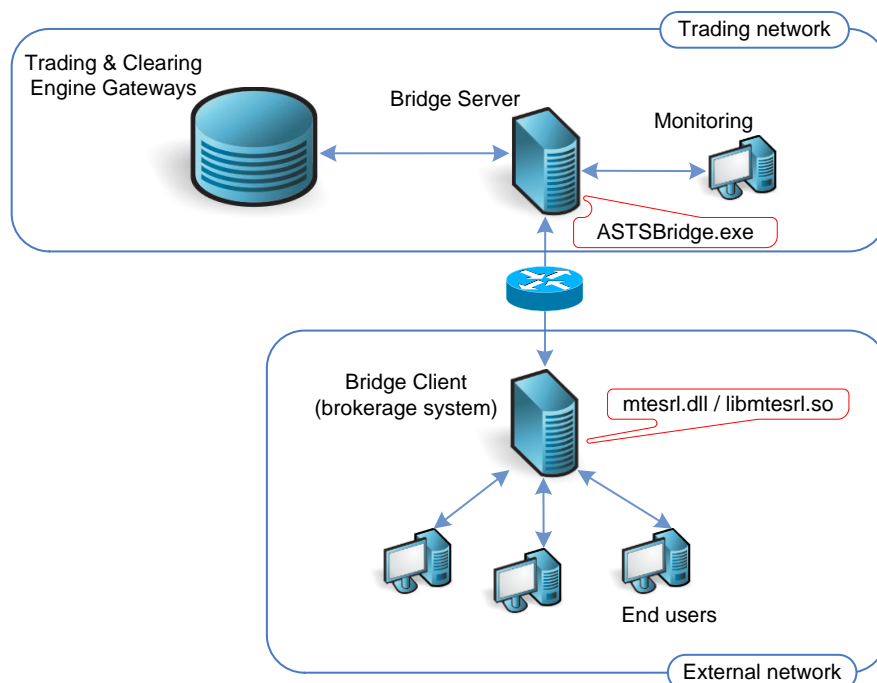 Trading network
Trading & Clearing
Engine Gateways
Bridge Server
Monitoring
ASTSBridge.exe
Bridge Client
(brokerage system)
mtesrl.dll / libmtesrl.so
End users
External network